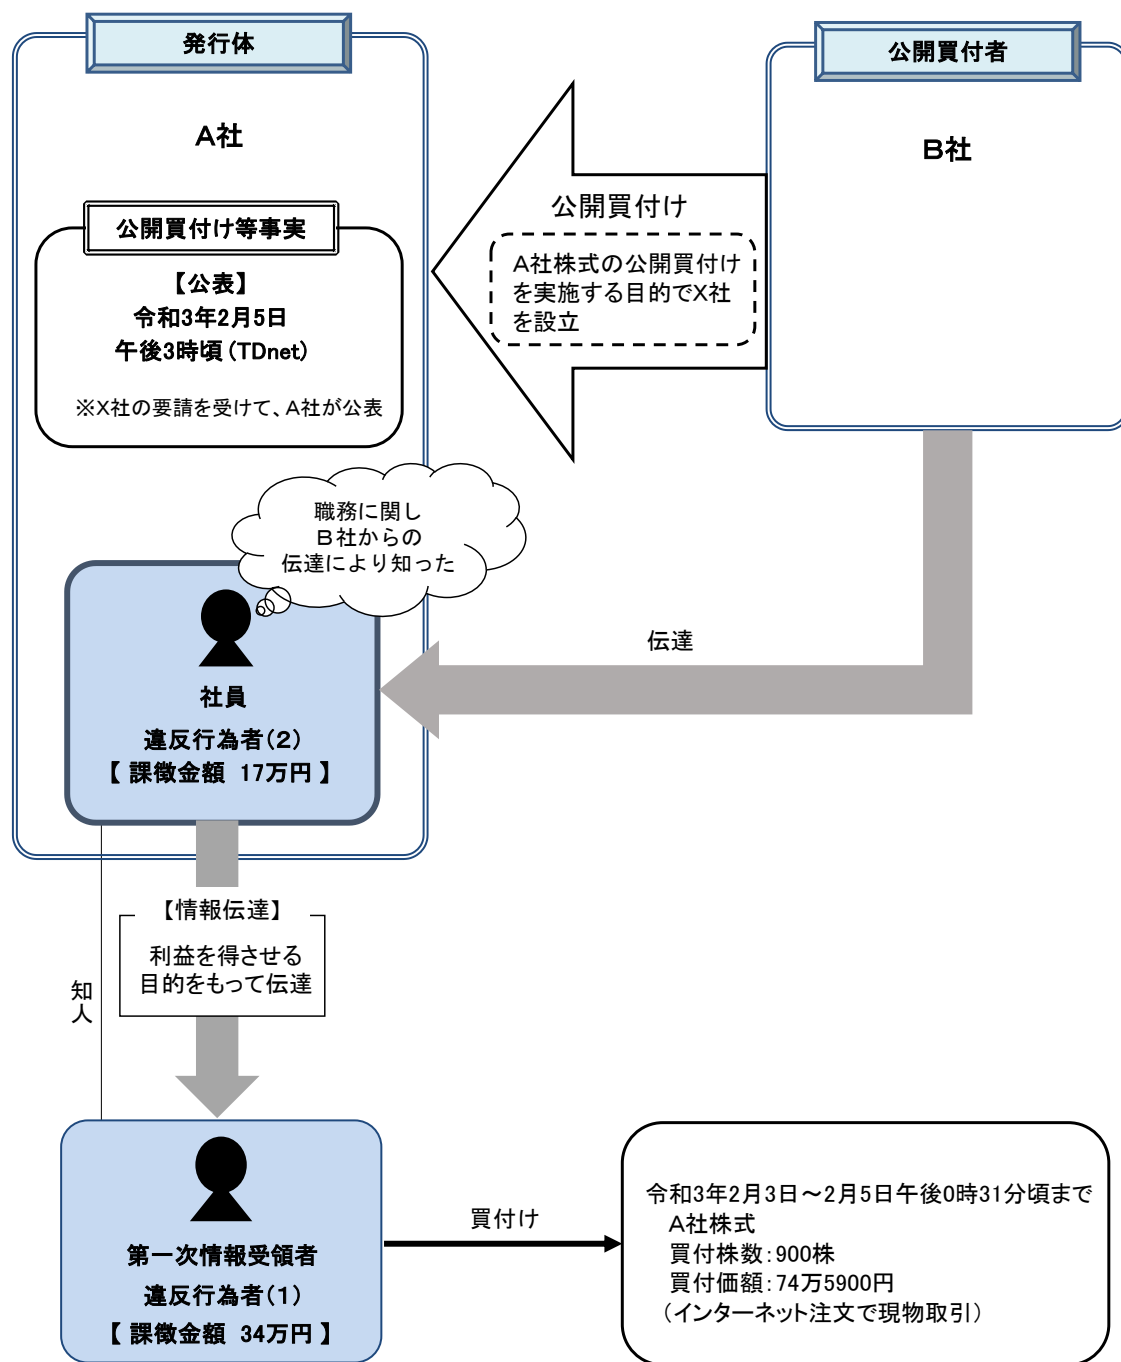 発行体
A社
公開買付け等事実
【公表】
令和3年2月5日
午後3時頃(TDnet)
※X社の要請を受けて、A社が公表
公開買付者
B社
公開買付け
A社株式の公開買付け
を実施する目的でX社
を設立
職務に関し
B社からの
伝達により知った
社員
違反行為者(2)
【 課徴金額 17万円 】
伝達
【情報伝達】
利益を得させる
目的をもって伝達
知人
第一次情報受領者
違反行為者(1)
【 課徴金額 34万円 】
買付け
令和3年2月3日~2月5日午後0時31分頃まで
A社株式
買付株数:900株
買付価額:74万5900円
(インターネット注文で現物取引)